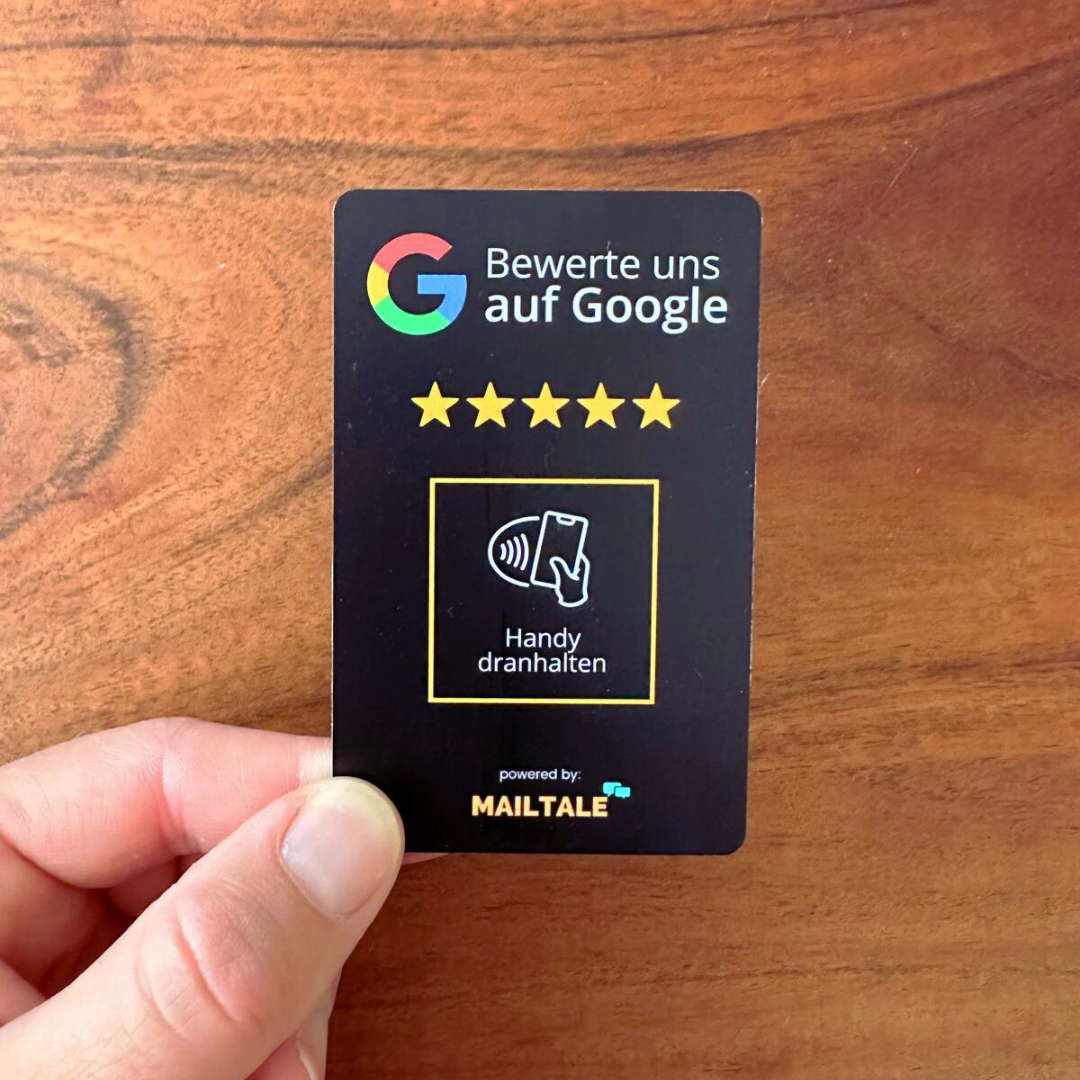 Bewerte uns
auf Google
Handy
dranhalten
powered by:
MAILTALE